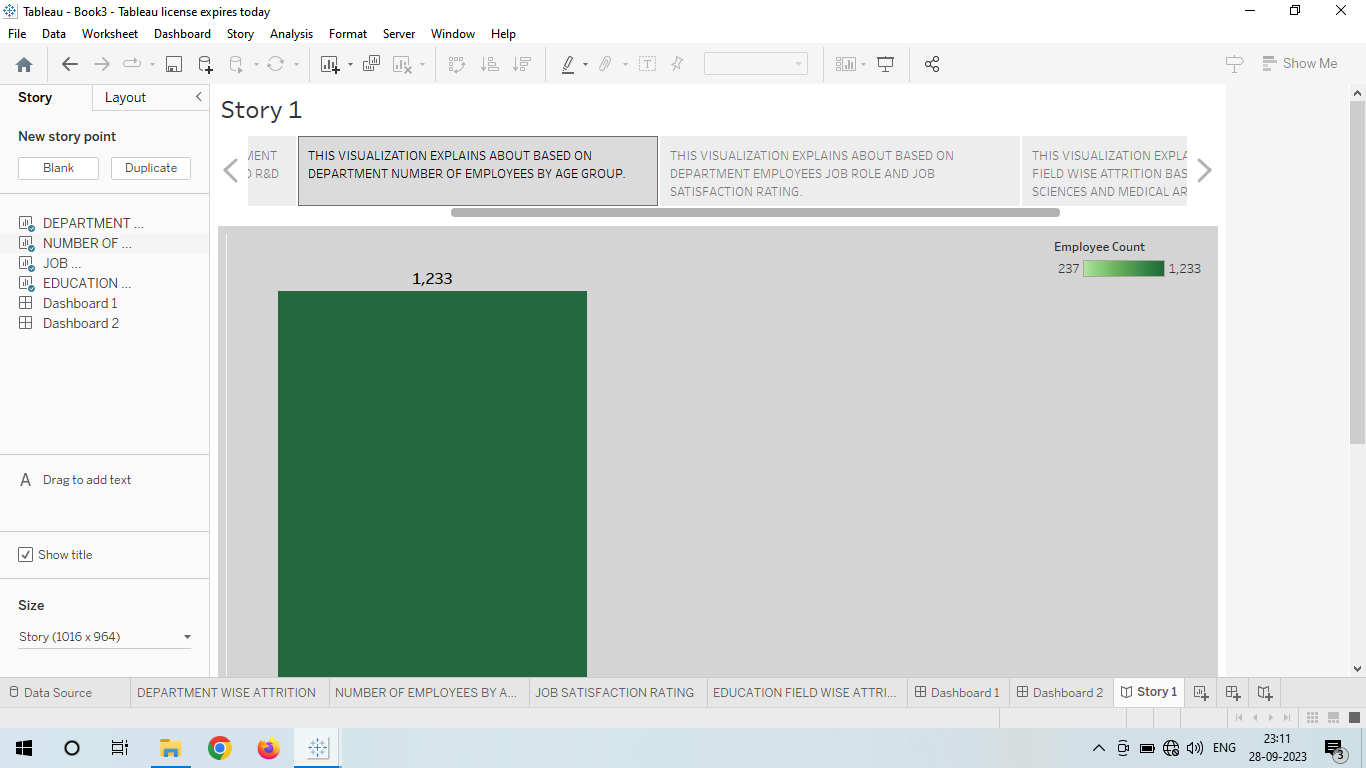 Tableau - Book3 - Tableau license expires today
File Data Worksheet Dashboard Story Analysis Format Server Window Help
Show Me
Story Layout
New story point
Blank Duplicate
DEPARTMENT ...
NUMBER OF ...
JOB ...
EDUCATION ...
Dashboard 1
Dashboard 2
A Drag to add text
Show title
Size
Story (1016 x 964)
Story 1
MENT
O R&D
THIS VISUALIZATION EXPLAINS ABOUT BASED ON
DEPARTMENT NUMBER OF EMPLOYEES BY AGE GROUP.
THIS VISUALIZATION EXPLAINS ABOUT BASED ON
DEPARTMENT EMPLOYEES JOB ROLE AND JOB
SATISFACTION RATING.
THIS VISUALIZATION EXPLA
FIELD WISE ATTRITION BAS
SCIENCES AND MEDICAL AR
Employee Count
237 1,233
1,233
Data Source DEPARTMENT WISE ATTRITION NUMBER OF EMPLOYEES BY A... JOB SATISFACTION RATING EDUCATION FIELD WISE ATTRI... Dashboard 1 Dashboard 2 Story 1
ENG
23:11
28-09-2023
3